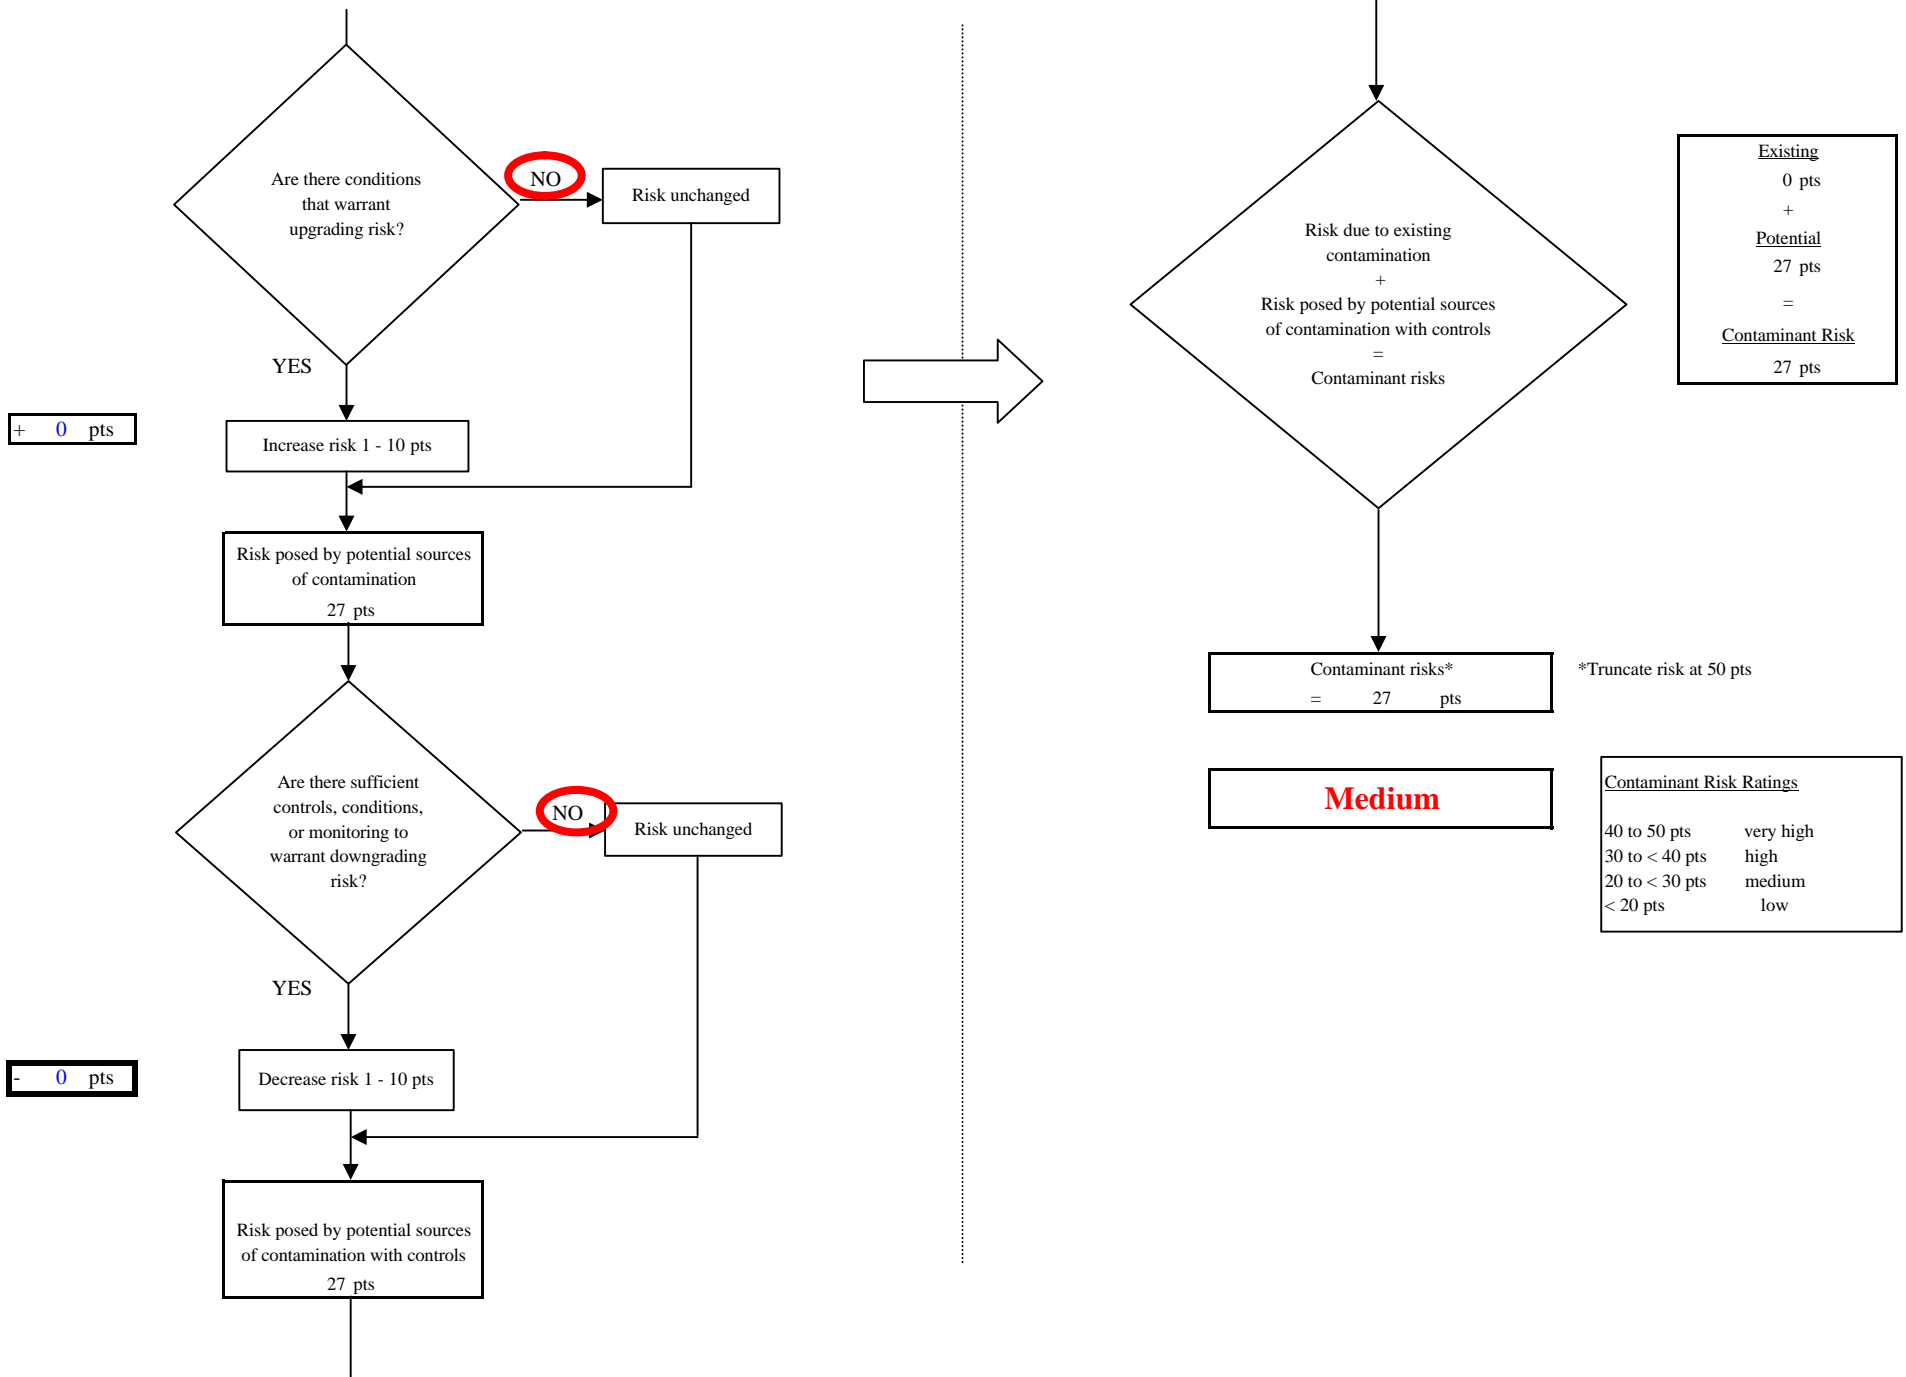 Are there conditions
that warrant
upgrading risk?
NO
Risk unchanged
YES
+ 0 pts
Increase risk 1 - 10 pts
Risk posed by potential sources
of contamination
27 pts
Are there sufficient
controls, conditions,
or monitoring to
warrant downgrading
risk?
NO
Risk unchanged
YES
- 0 pts
Decrease risk 1 - 10 pts
Risk posed by potential sources
of contamination with controls
27 pts
Risk due to existing
contamination
+
Risk posed by potential sources
of contamination with controls
=
Contaminant risks
Existing
0 pts
+
Potential
27 pts
=
Contaminant Risk
27 pts
Contaminant risks*
= 27 pts
*Truncate risk at 50 pts
Medium
Contaminant Risk Ratings
40 to 50 pts very high
30 to < 40 pts high
20 to < 30 pts medium
< 20 pts low